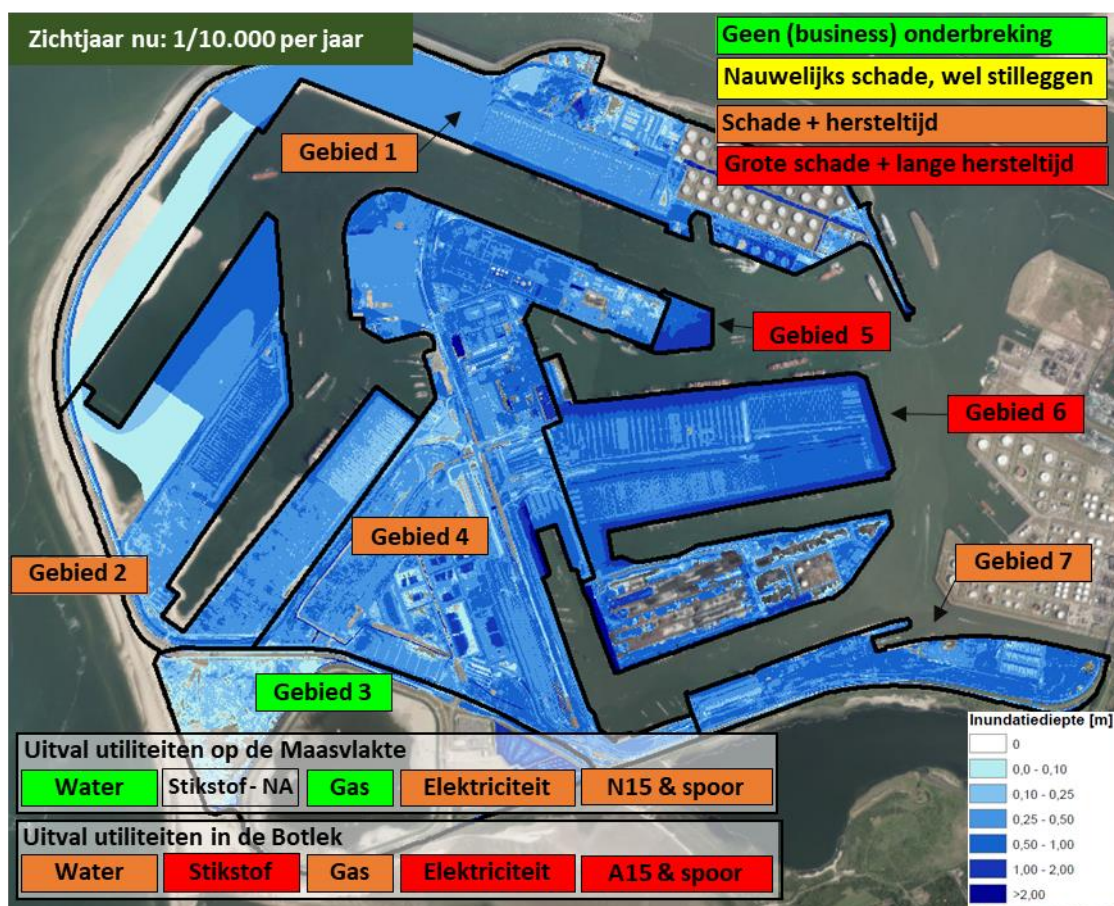 Zichtjaar nu: 1/10.000 per jaar
Geen (business) onderbreking
Nauwelijks schade, wel stilleggen
Schade + hersteltijd
Grote schade + lange hersteltijd
Gebied 1
Gebied 5
Gebied 6
Gebied 4
Gebied 2
Gebied 7
Gebied 3
Uitval utiliteiten op de Maasvlakte
Water Stikstof - NA Gas Elektriciteit N15 & spoor
Uitval utiliteiten in de Botlek
Water Stikstof Gas Elektriciteit A15 & spoor
Inundatiediepte [m]
0
0,0 - 0,10
0,10 - 0,25
0,25 - 0,50
0,50 - 1,00
1,00 - 2,00
>2,00